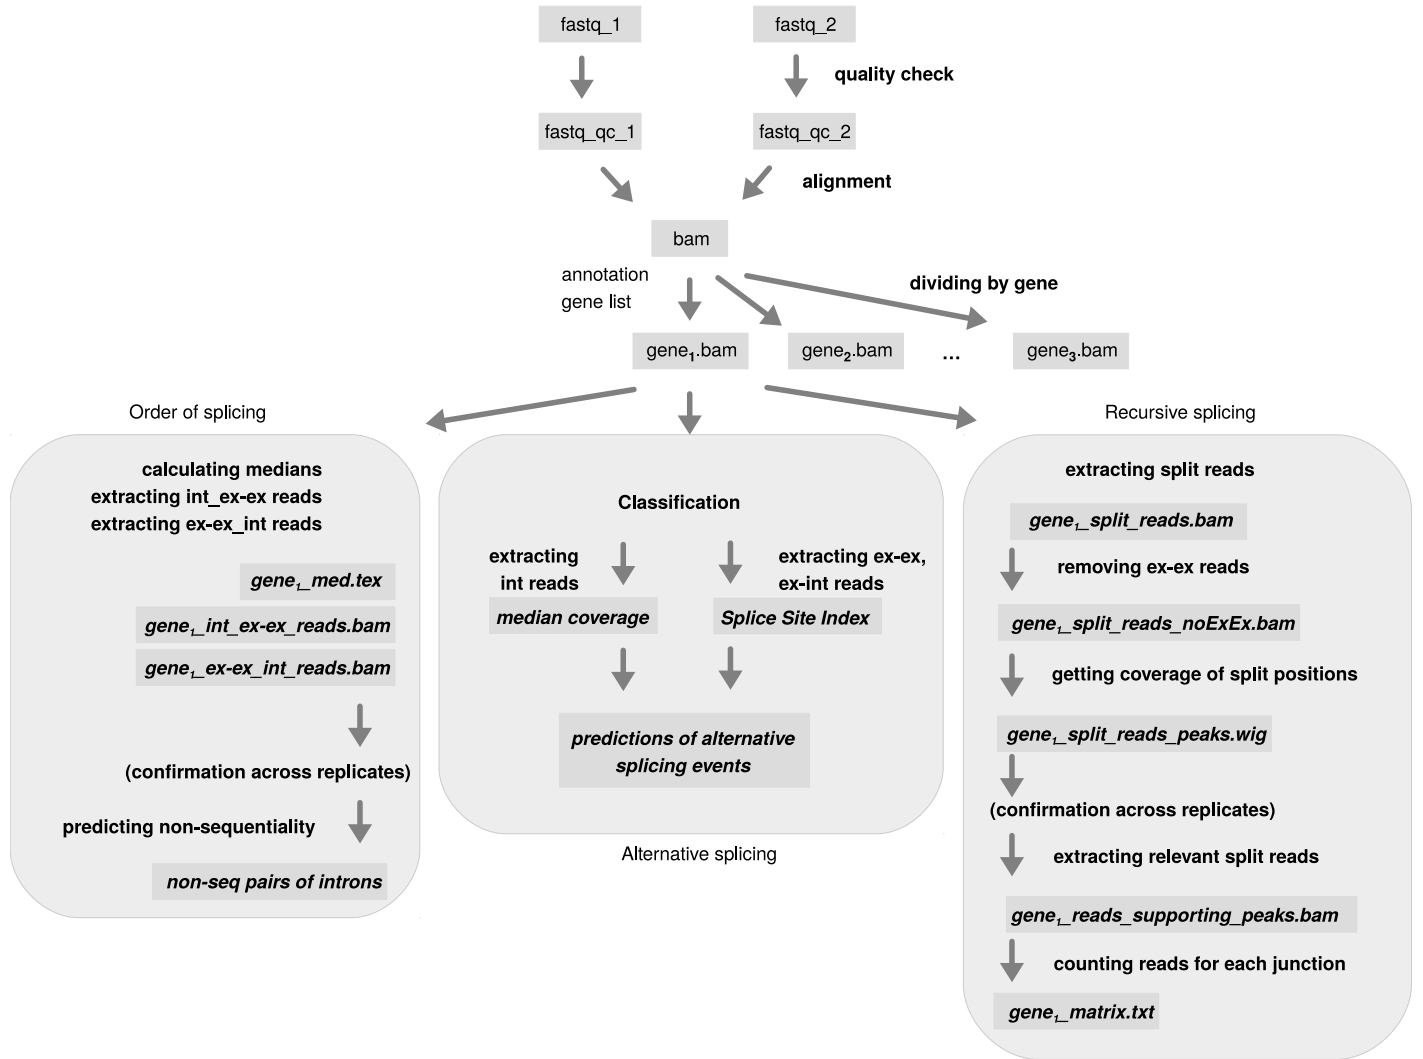 fastq_1
fastq_2
quality check
fastq_qc_1
fastq_qc_2
alignment
bam
annotation
gene list
dividing by gene
gene1.bam
gene2.bam
...
gene3.bam
Order of splicing
calculating medians
extracting int_ex-ex reads
extracting ex-ex_int reads
gene1_med.tex
gene1_int_ex-ex_reads.bam
gene1_ex-ex_int_reads.bam
(confirmation across replicates)
predicting non-sequentiality
non-seq pairs of introns
Classification
extracting
int reads
extracting ex-ex,
ex-int reads
median coverage
Splice Site Index
predictions of alternative
splicing events
Alternative splicing
Recursive splicing
extracting split reads
gene1_split_reads.bam
removing ex-ex reads
gene1_split_reads_noExEx.bam
getting coverage of split positions
gene1_split_reads_peaks.wig
(confirmation across replicates)
extracting relevant split reads
gene1_reads_supporting_peaks.bam
counting reads for each junction
gene1_matrix.txt